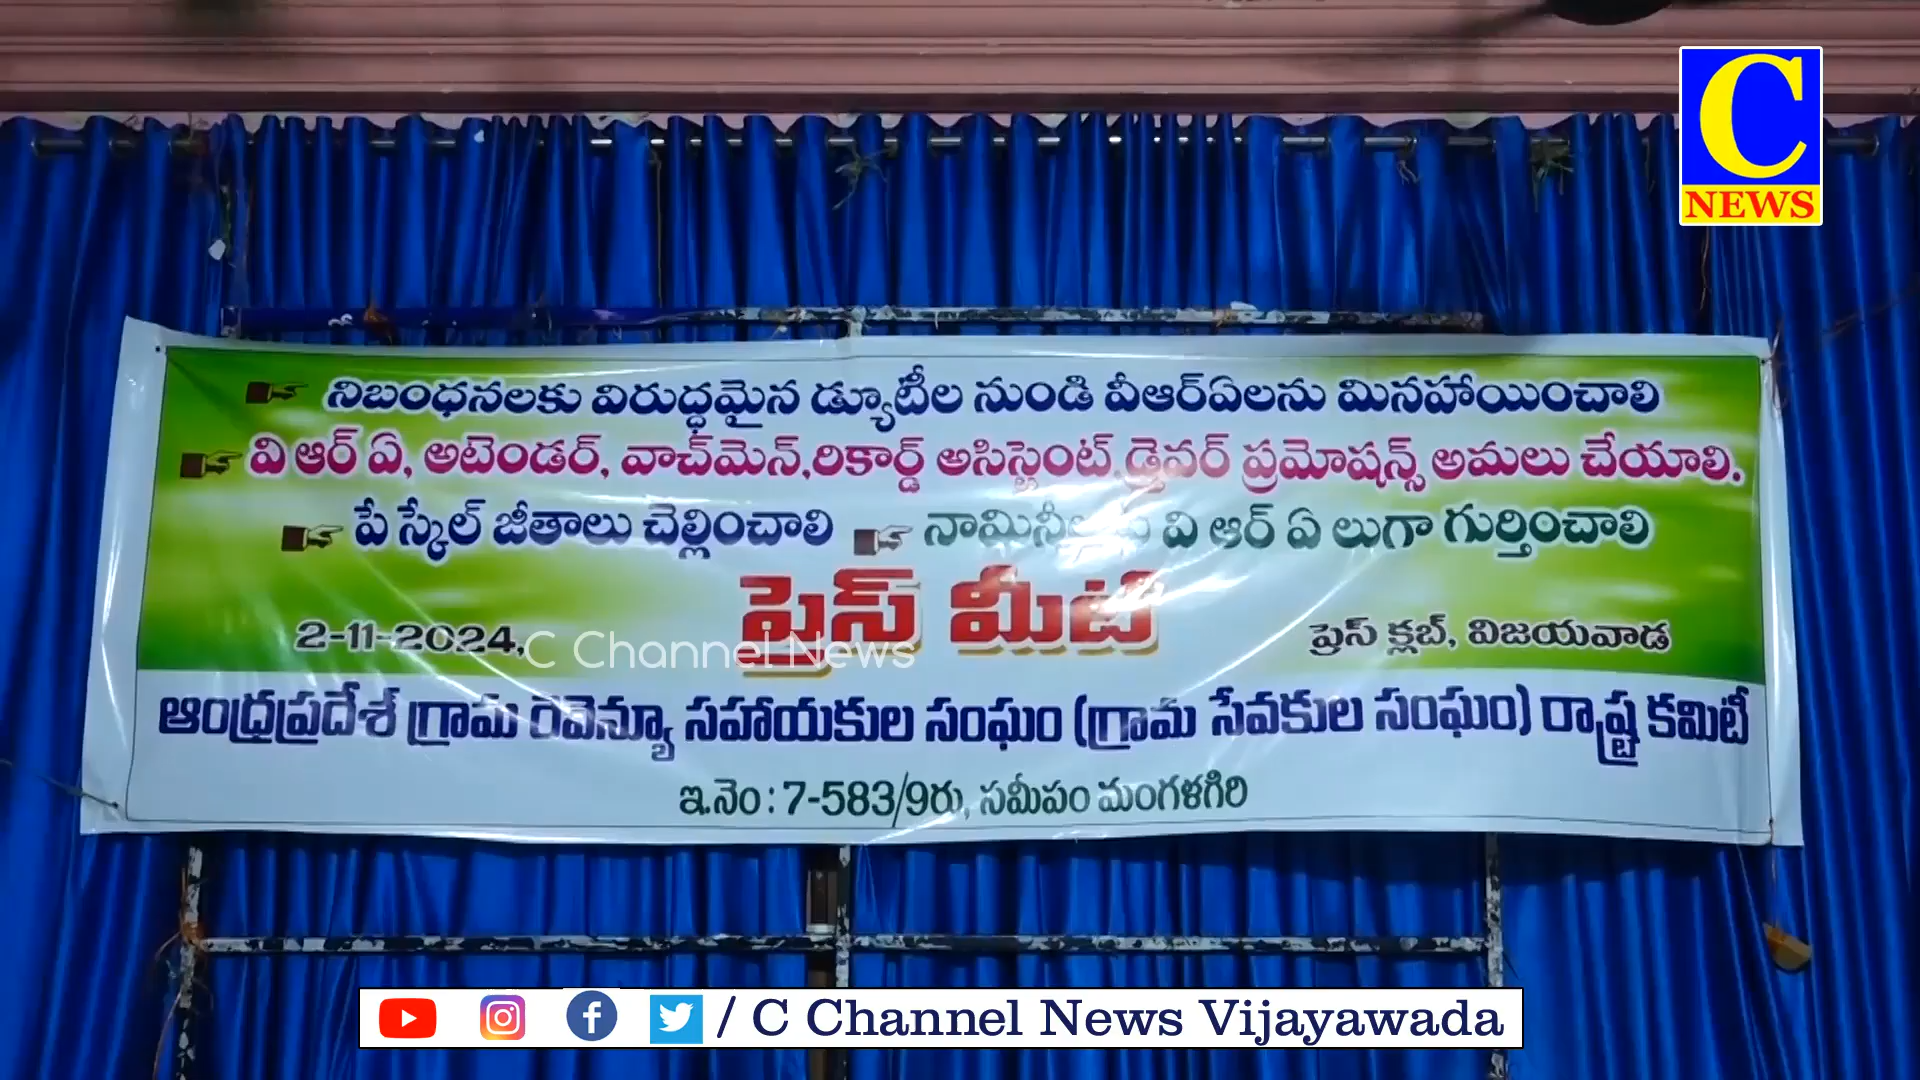 C
NEWS
నిబంధనలకు విరుద్ధమైన డ్యూటీల నుండి వీఆర్ఏలను మినహాయించాలి
వి ఆర్ ఏ, అటెండర్, వాచ్‌మెన్,రికార్డ్ అసిస్టెంట్,డ్రైవర్ ప్రమోషన్స్ అమలు చేయాలి.
పే స్కేల్ జీతాలు చెల్లించాలి వి ఆర్ ఏ లుగా గుర్తించాలి
ప్రెస్ మీట్
2-11-2024,
ప్రెస్ క్లబ్, విజయవాడ
C Channel News
ఆంధ్రప్రదేశ్ గ్రామ రెవెన్యూ సహాయకుల సంఘం (గ్రామ సేవకుల సంఘం) రాష్ట్ర కమిటీ
ఇ.నెం : 7-583/9రు, సమీపం మంగళగిరి
/ C Channel News Vijayawada